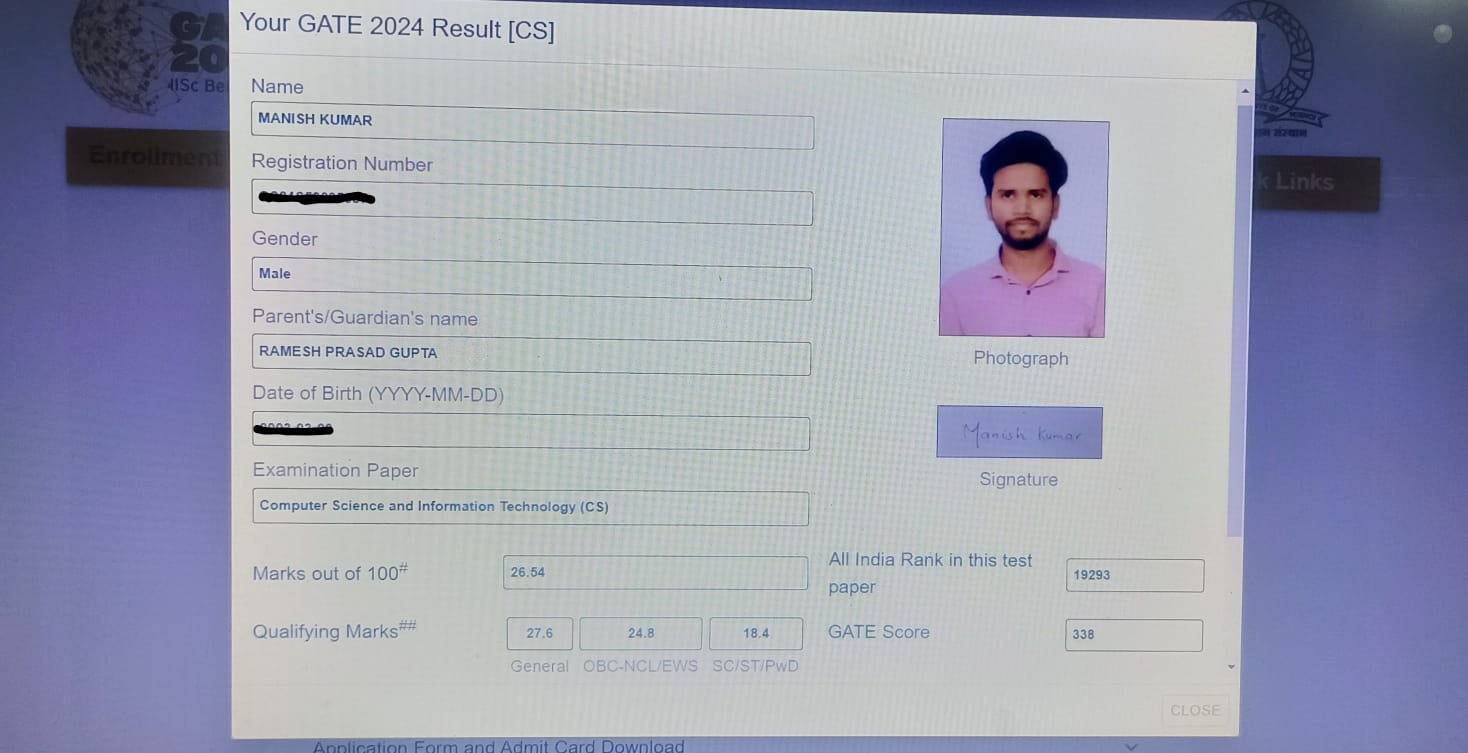 Your GATE 2024 Result [CS]
GA
20
IISc Be
Enrollment
k Links
Name
MANISH KUMAR
Registration Number
Gender
Male
Parent's/Guardian's name
RAMESH PRASAD GUPTA
Date of Birth (YYYY-MM-DD)
Examination Paper
Computer Science and Information Technology (CS)
Photograph
Manish Kumar
Signature
Marks out of 100#
26.54
All India Rank in this test
paper
19293
Qualifying Marks##
27.6 24.8 18.4
General OBC-NCL/EWS SC/ST/PwD
GATE Score
338
CLOSE
Application Form and Admit Card Download